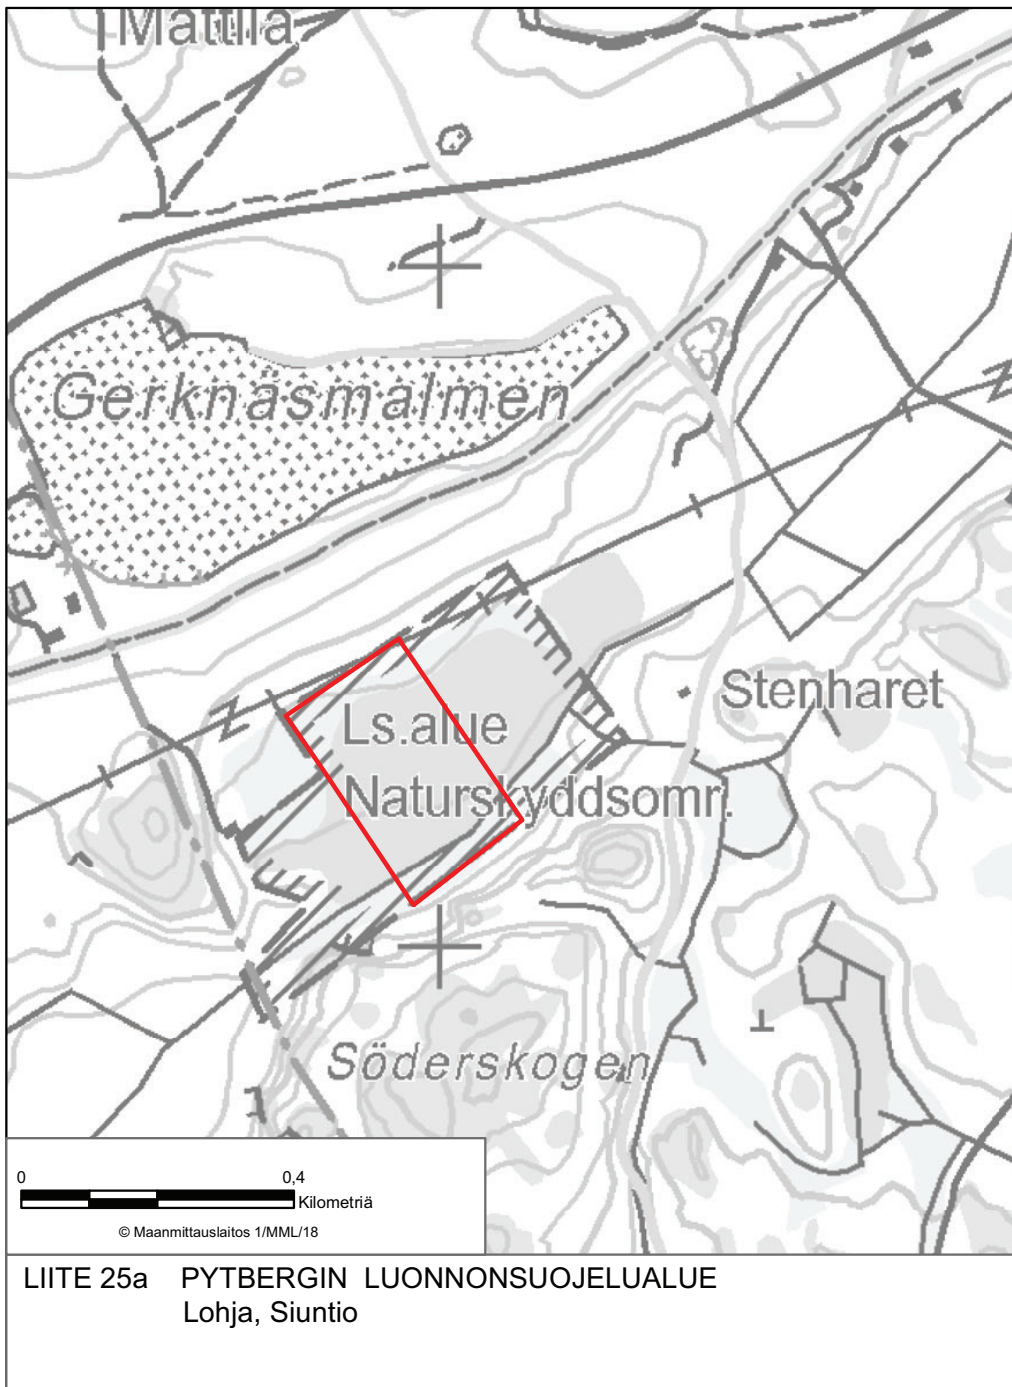 Mattila
Gerknäsmalmen
Ls.alue
Naturskyddsomr.
Stenharet
Söderskogen
0 0,4
Kilometriä
© Maanmittauslaitos 1/MML/18
LIITE 25a PYTBERGIN LUONNONSUOJELUALUE
Lohja, Siuntio